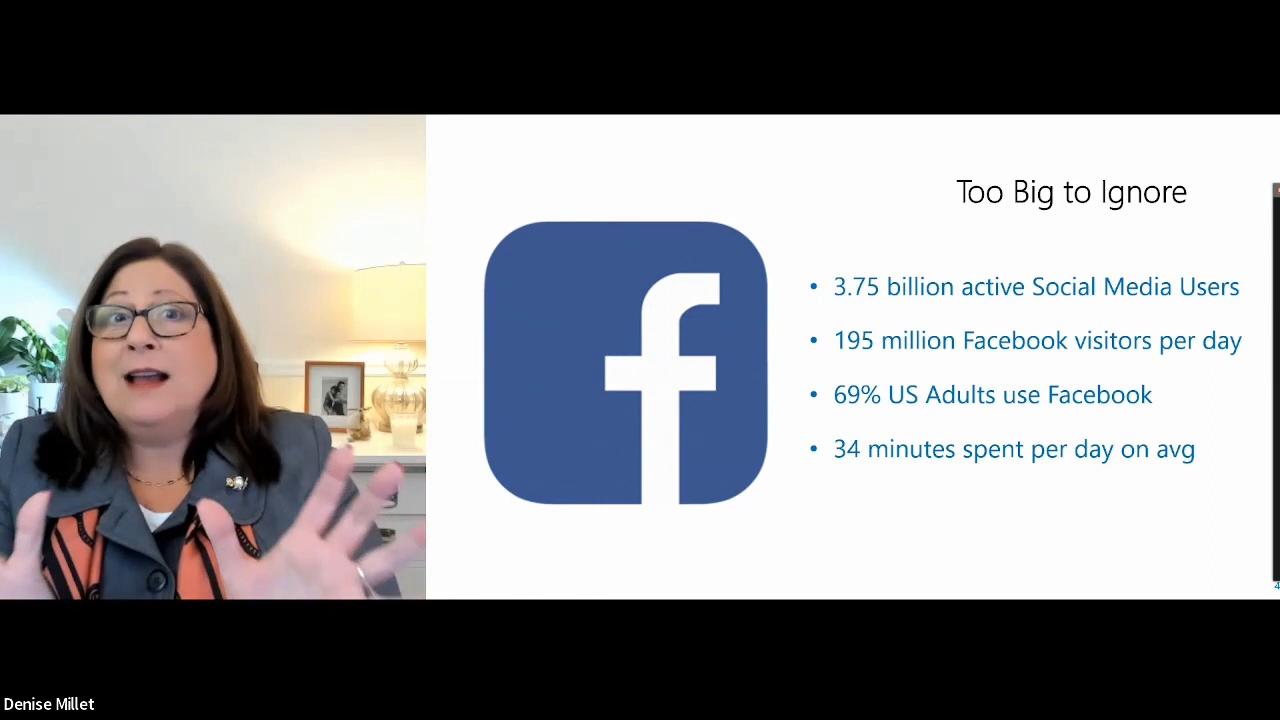 Too Big to Ignore
• 3.75 billion active Social Media Users
• 195 million Facebook visitors per day
• 69% US Adults use Facebook
• 34 minutes spent per day on avg
4
Denise Millet